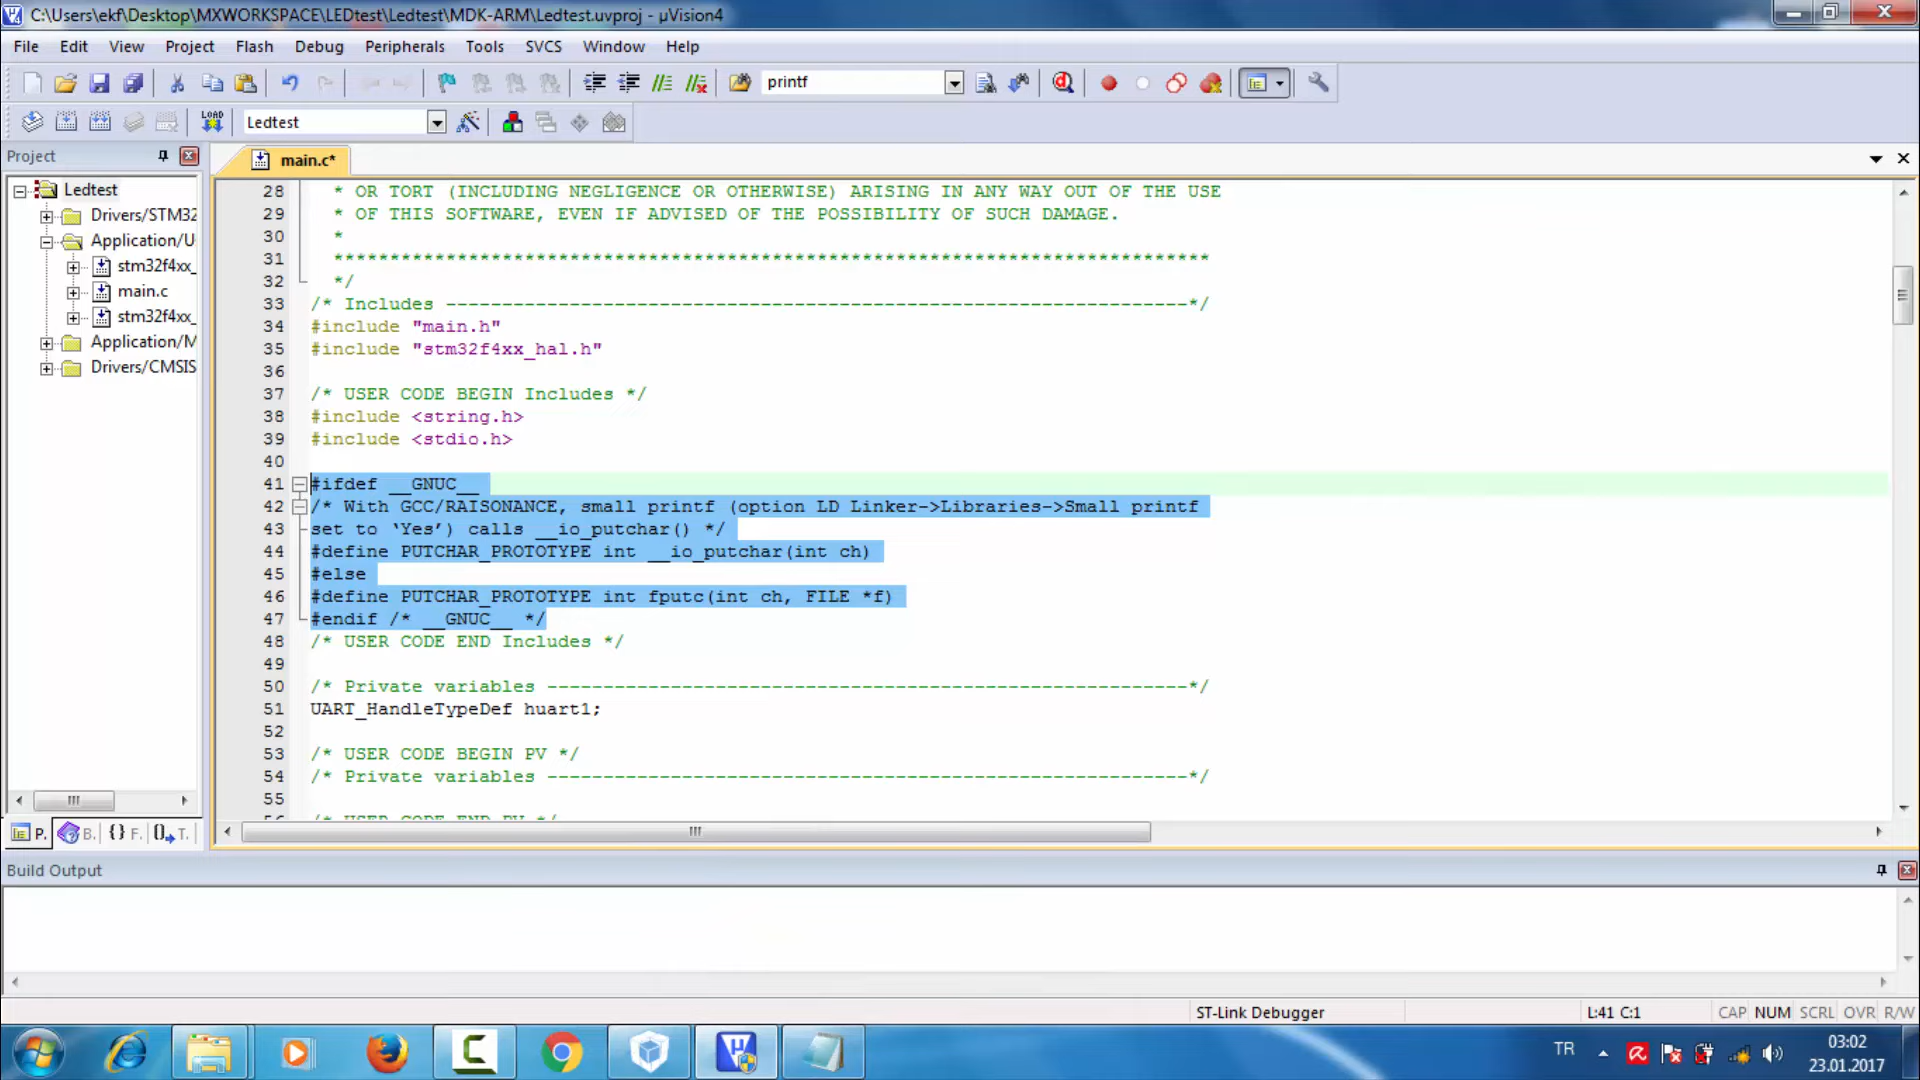 C:\Users\ekf\Desktop\MXWORKSPACE\LEDtest\Ledtest\MDK-ARM\Ledtest.uvproj - µVision4
File Edit View Project Flash Debug Peripherals Tools SVCS Window Help
printf
LOAD
Ledtest
Project
main.c*
Ledtest
Drivers/STM32
Application/U
stm32f4xx_
main.c
stm32f4xx_
Application/M
Drivers/CMSIS
28 * OR TORT (INCLUDING NEGLIGENCE OR OTHERWISE) ARISING IN ANY WAY OUT OF THE USE
29 * OF THIS SOFTWARE, EVEN IF ADVISED OF THE POSSIBILITY OF SUCH DAMAGE.
30 *
31 ******************************************************************************
32 */
33 /* Includes ------------------------------------------------------------------*/
34 #include "main.h"
35 #include "stm32f4xx_hal.h"
36
37 /* USER CODE BEGIN Includes */
38 #include <string.h>
39 #include <stdio.h>
40
41 #ifdef __GNUC__
42 /* With GCC/RAISONANCE, small printf (option LD Linker->Libraries->Small printf
43 set to ‘Yes’) calls __io_putchar() */
44 #define PUTCHAR_PROTOTYPE int __io_putchar(int ch)
45 #else
46 #define PUTCHAR_PROTOTYPE int fputc(int ch, FILE *f)
47 #endif /* __GNUC__ */
48 /* USER CODE END Includes */
49
50 /* Private variables ---------------------------------------------------------*/
51 UART_HandleTypeDef huart1;
52
53 /* USER CODE BEGIN PV */
54 /* Private variables ---------------------------------------------------------*/
55
56 /* USER CODE END PV */
P. B. {} F. T.
Build Output
ST-Link Debugger L:41 C:1 CAP NUM SCRL OVR R/W
TR
03:02
23.01.2017